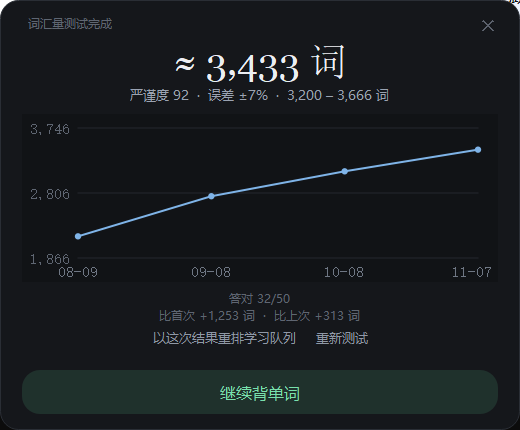 词汇量测试完成
≈ 3,433 词
严谨度 92 · 误差 ±7% · 3,200 – 3,666 词
3,746
2,806
1,866
08-09 09-08 10-08 11-07
答对 32/50
比首次 +1,253 词 · 比上次 +313 词
以这次结果重排学习队列 重新测试
继续背单词